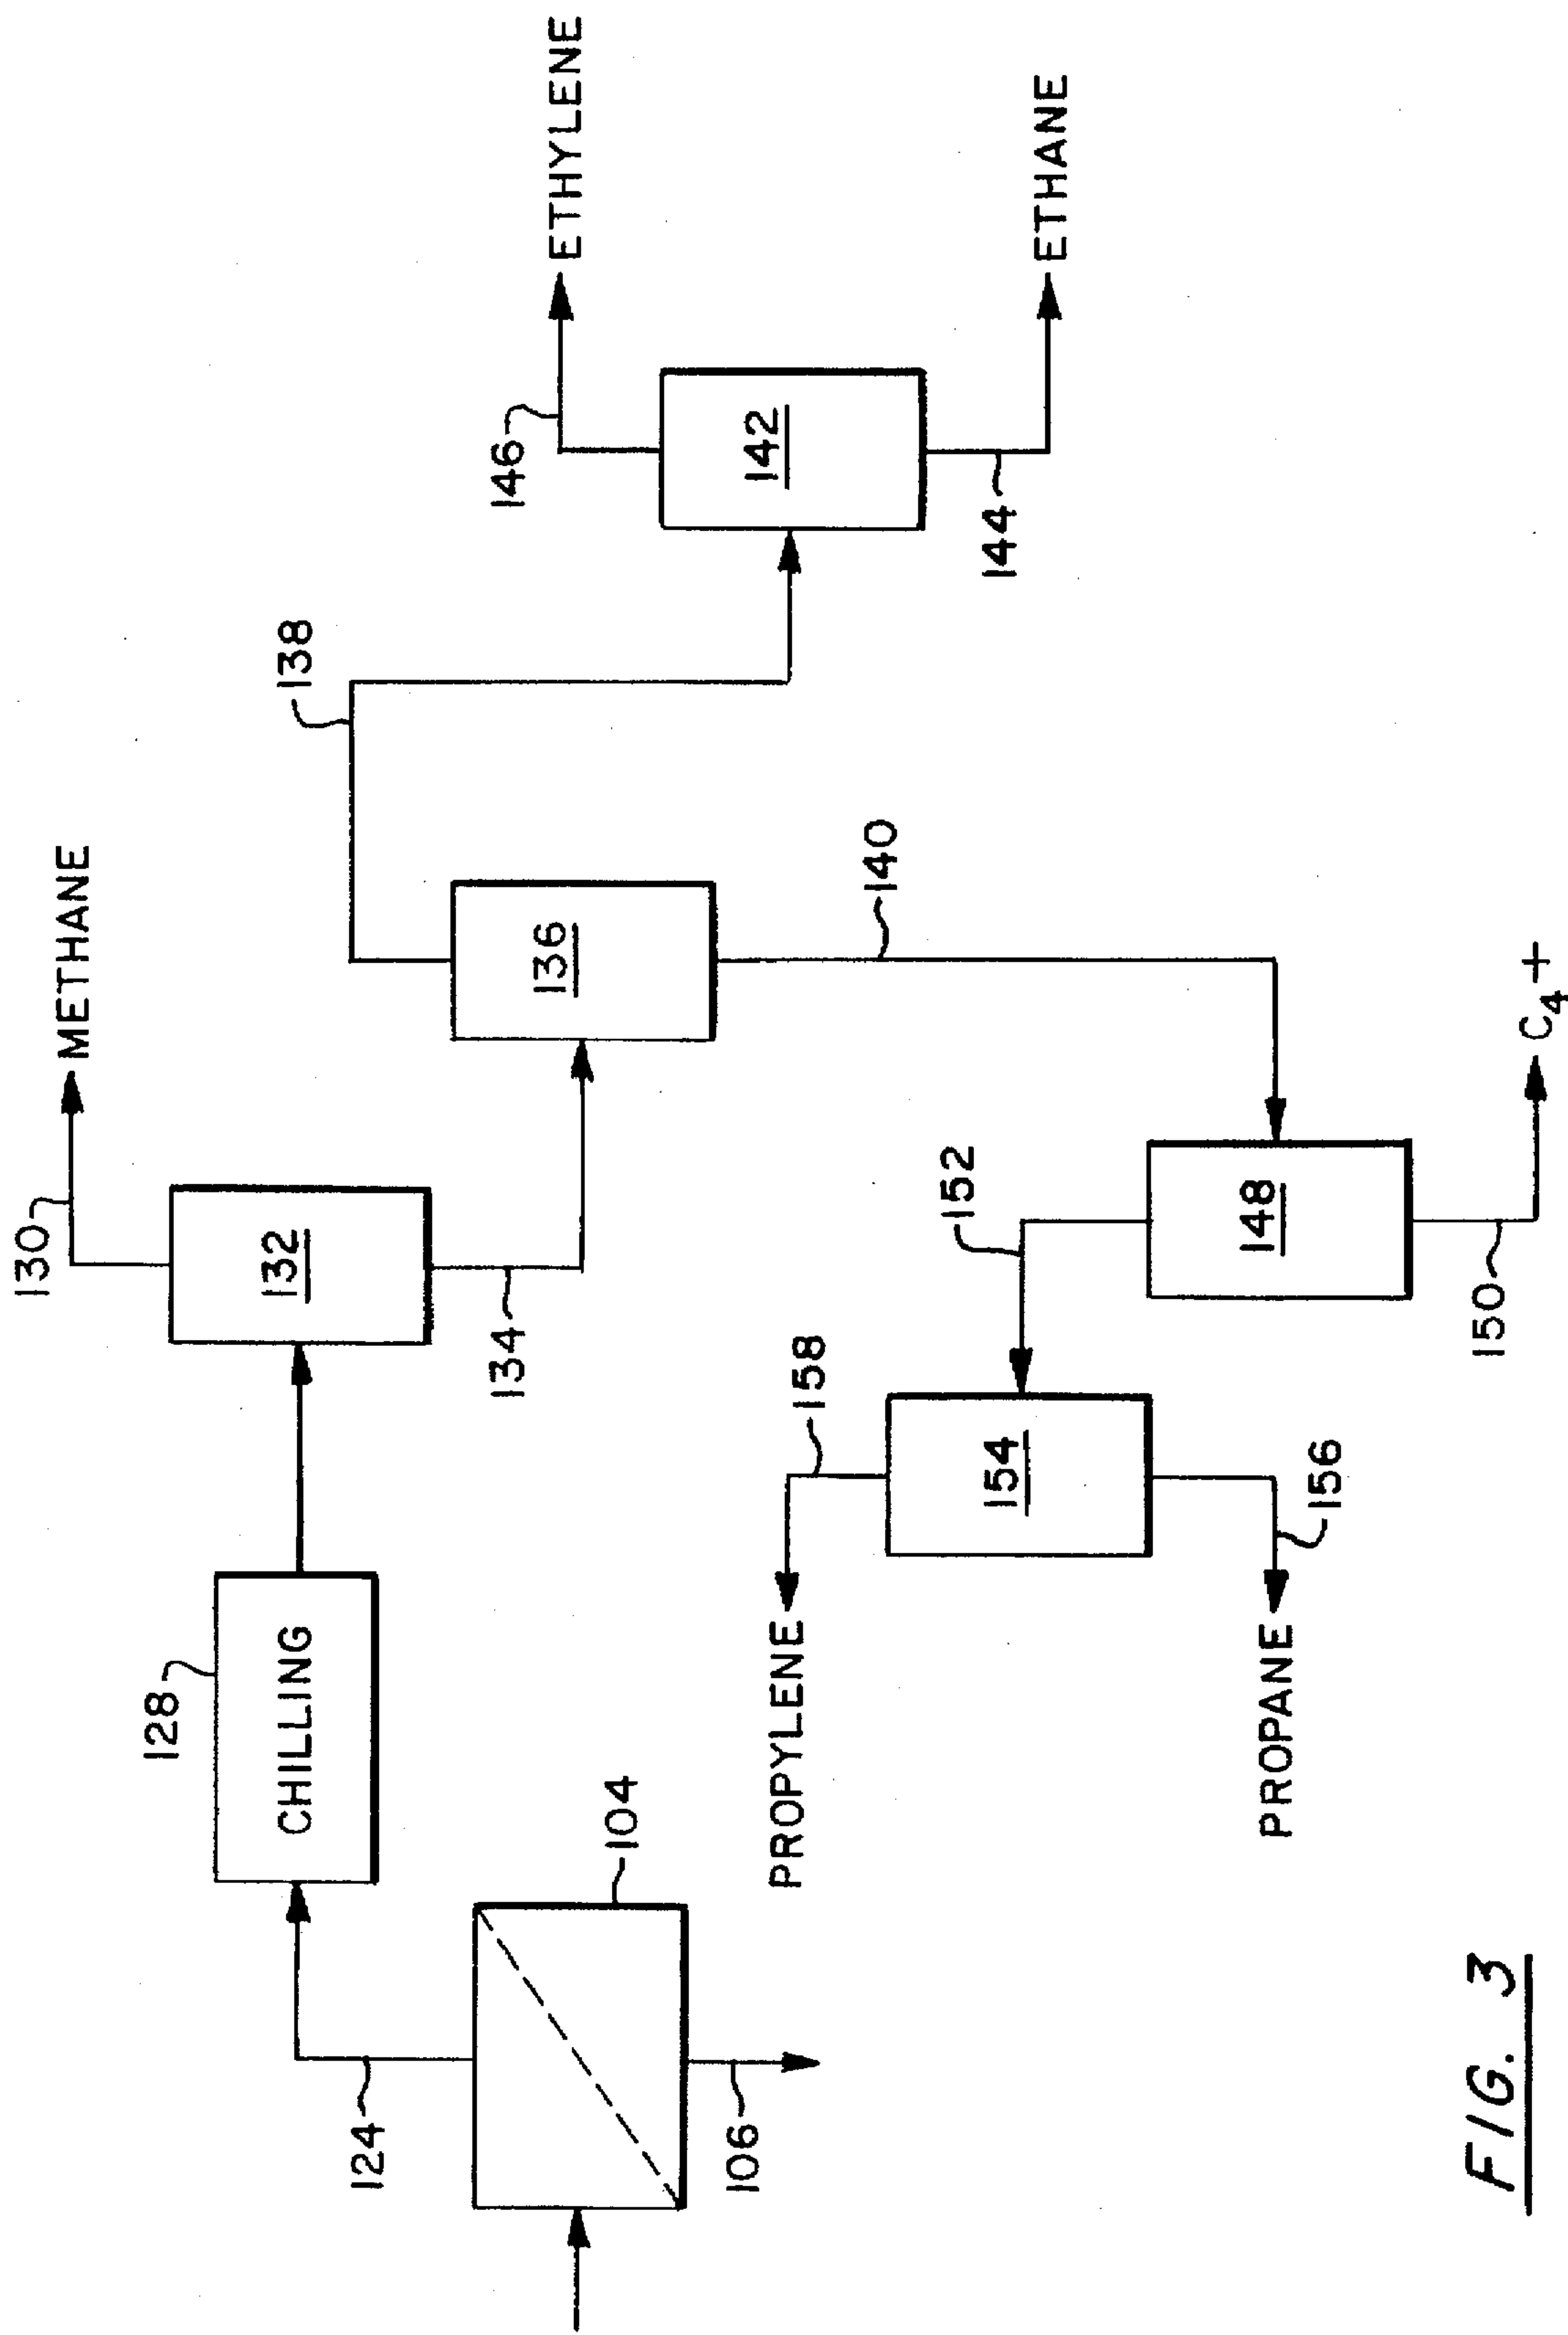 130
METHANE
128
CHILLING
132
134
138
136
140
146
ETHYLENE
142
144
ETHANE
124
104
106
158
PROPYLENE
154
152
156
PROPANE
148
150
C₄+
FIG. 3